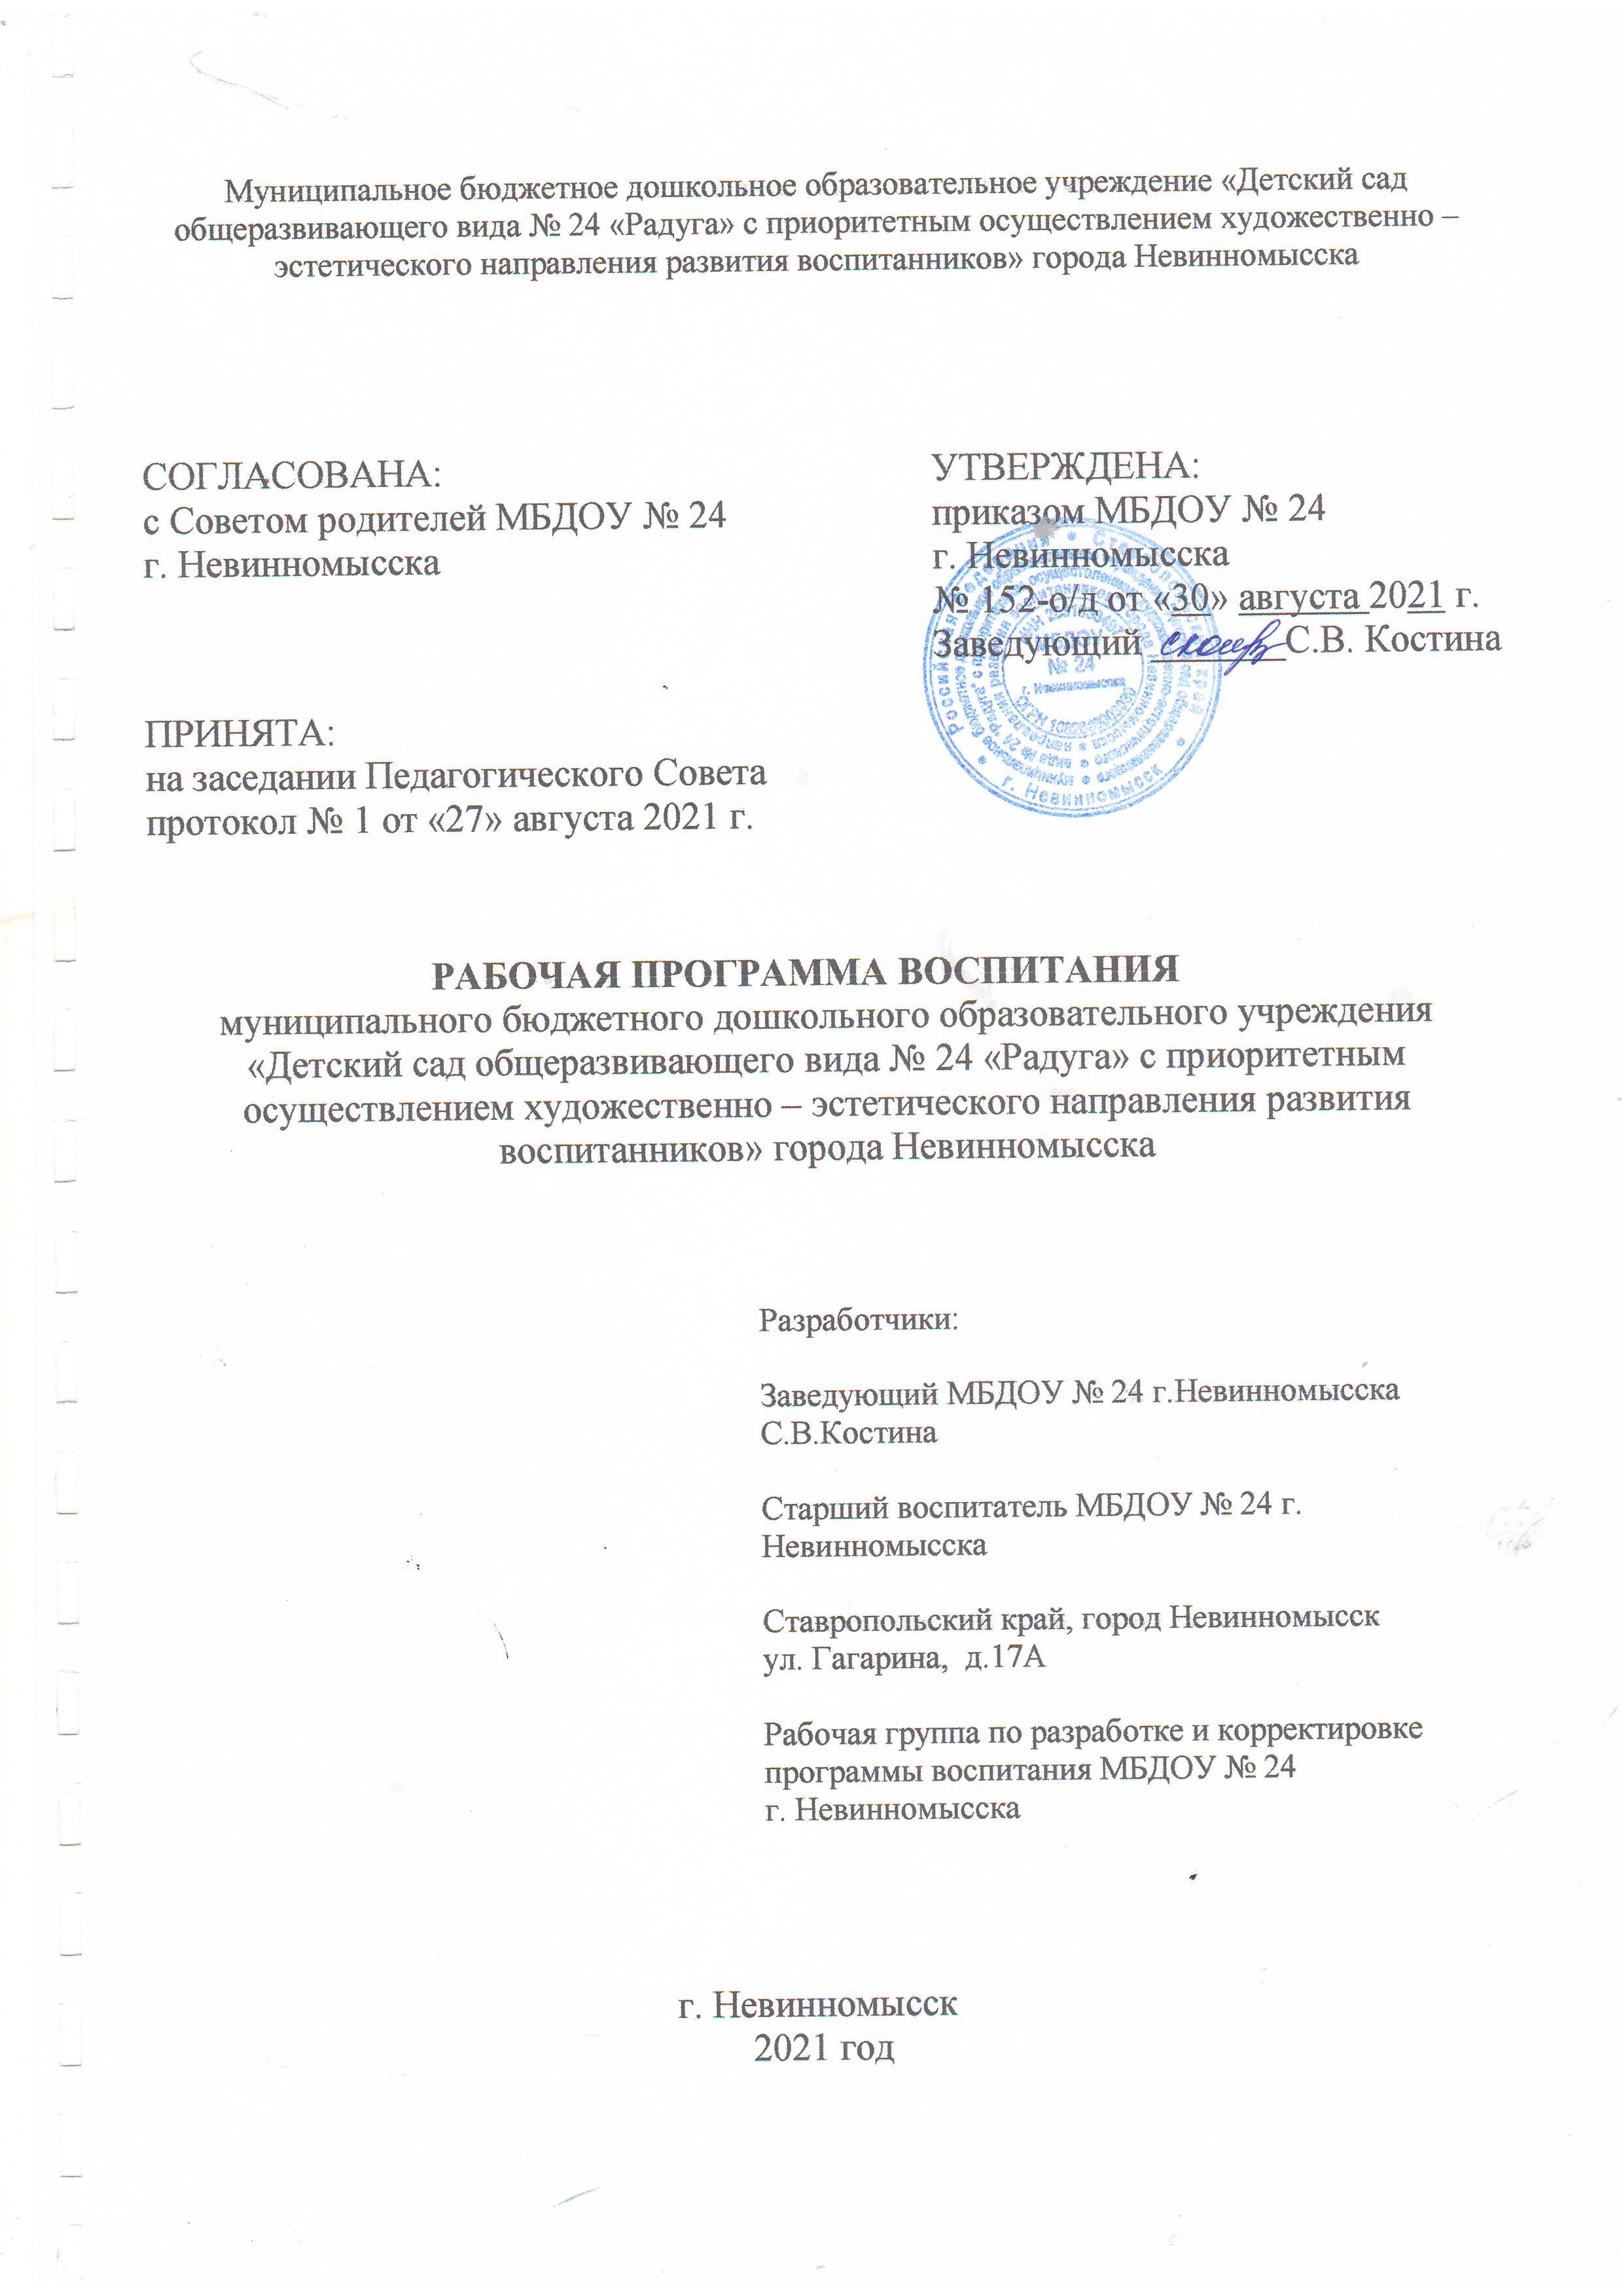 Муниципальное бюджетное дошкольное образовательное учреждение «Детский сад
общеразвивающего вида № 24 «Радуга» с приоритетным осуществлением художественно –
эстетического направления развития воспитанников» города Невинномысска
СОГЛАСОВАНА:
с Советом родителей МБДОУ № 24
г. Невинномысска
УТВЕРЖДЕНА:
приказом МБДОУ № 24
г. Невинномысска
№ 152-о/д от «30» августа 2021 г.
Заведующий С.В. Костина
МБДОУ
№ 24
г. Невинномысска
г. Невинномысск
ПРИНЯТА:
на заседании Педагогического Совета
протокол № 1 от «27» августа 2021 г.
РАБОЧАЯ ПРОГРАММА ВОСПИТАНИЯ
муниципального бюджетного дошкольного образовательного учреждения
«Детский сад общеразвивающего вида № 24 «Радуга» с приоритетным
осуществлением художественно – эстетического направления развития
воспитанников» города Невинномысска
Разработчики:
Заведующий МБДОУ № 24 г.Невинномысска
С.В.Костина
Старший воспитатель МБДОУ № 24 г.
Невинномысска
Ставропольский край, город Невинномысск
ул. Гагарина, д.17А
Рабочая группа по разработке и корректировке
программы воспитания МБДОУ № 24
г. Невинномысска
г. Невинномысск
2021 год